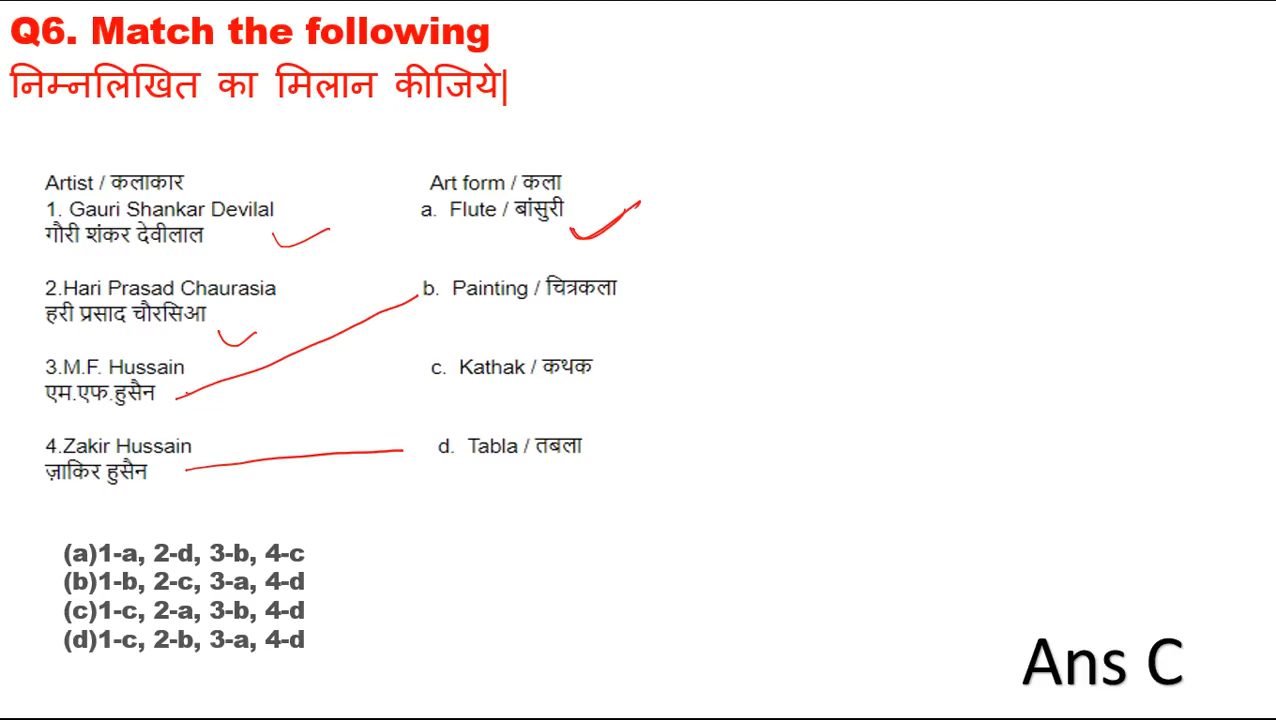 Q6. Match the following
निम्नलिखित का मिलान कीजिये|
Artist / कलाकार
Art form / कला
1. Gauri Shankar Devilal
a. Flute / बांसुरी
गौरी शंकर देवीलाल
2.Hari Prasad Chaurasia
b. Painting / चित्रकला
हरी प्रसाद चौरसिआ
3.M.F. Hussain
c. Kathak / कथक
एम.एफ.हुसैन
4.Zakir Hussain
d. Tabla / तबला
ज़ाकिर हुसैन
(a)1-a, 2-d, 3-b, 4-c
(b)1-b, 2-c, 3-a, 4-d
(c)1-c, 2-a, 3-b, 4-d
(d)1-c, 2-b, 3-a, 4-d
Ans C